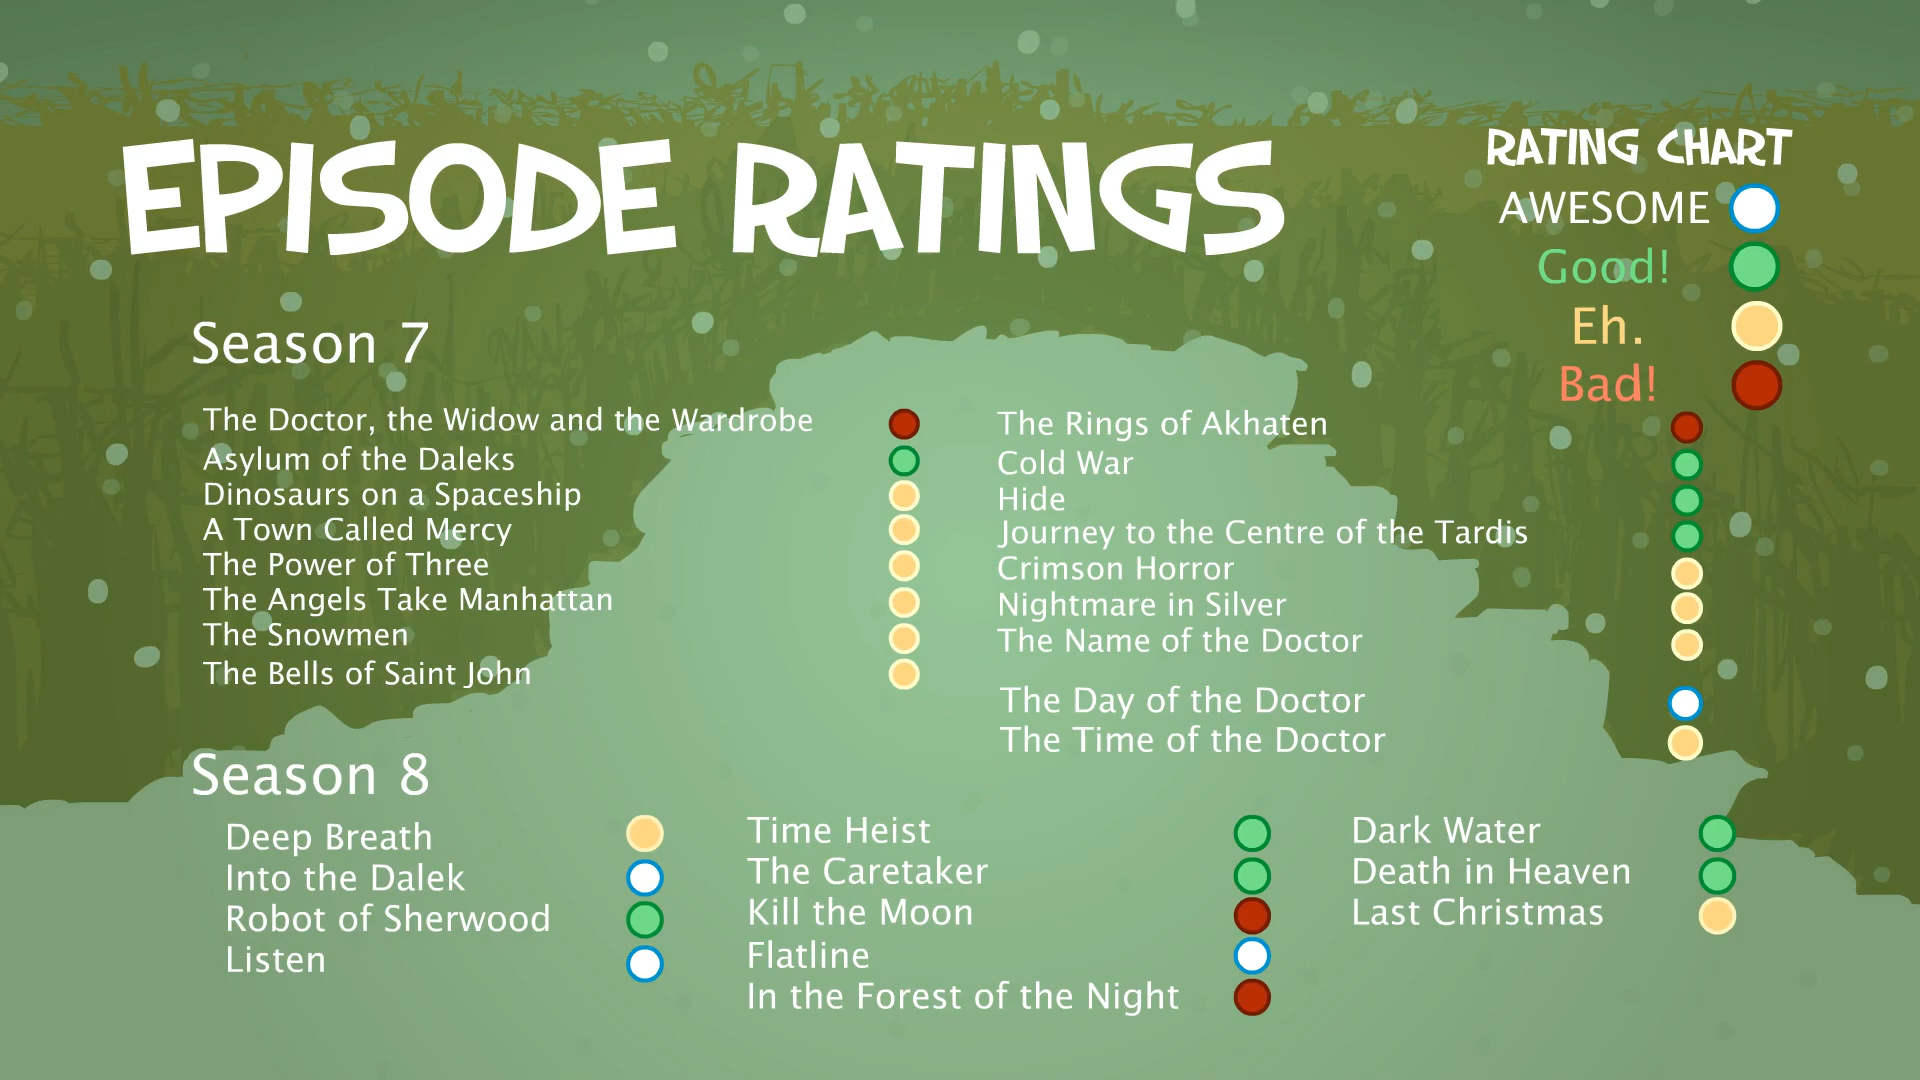 EPISODE RATINGS
RATING CHART
AWESOME
Good!
Eh.
Bad!
Season 7
The Doctor, the Widow and the Wardrobe
Asylum of the Daleks
Dinosaurs on a Spaceship
A Town Called Mercy
The Power of Three
The Angels Take Manhattan
The Snowmen
The Bells of Saint John
The Rings of Akhaten
Cold War
Hide
Journey to the Centre of the Tardis
Crimson Horror
Nightmare in Silver
The Name of the Doctor
The Day of the Doctor
The Time of the Doctor
Season 8
Deep Breath
Into the Dalek
Robot of Sherwood
Listen
Time Heist
The Caretaker
Kill the Moon
Flatline
In the Forest of the Night
Dark Water
Death in Heaven
Last Christmas